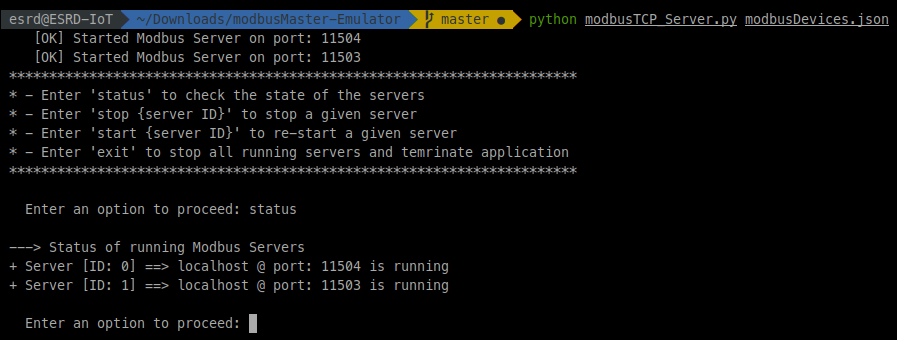 esrd@ESRD-IoT ~/Downloads/modbusMaster-Emulator master ● python modbusTCP_Server.py modbusDevices.json
[OK] Started Modbus Server on port: 11504
[OK] Started Modbus Server on port: 11503
***********************************************************************
* - Enter 'status' to check the state of the servers
* - Enter 'stop {server ID}' to stop a given server
* - Enter 'start {server ID}' to re-start a given server
* - Enter 'exit' to stop all running servers and temrinate application
***********************************************************************
Enter an option to proceed: status
---> Status of running Modbus Servers
+ Server [ID: 0] ==> localhost @ port: 11504 is running
+ Server [ID: 1] ==> localhost @ port: 11503 is running
Enter an option to proceed: